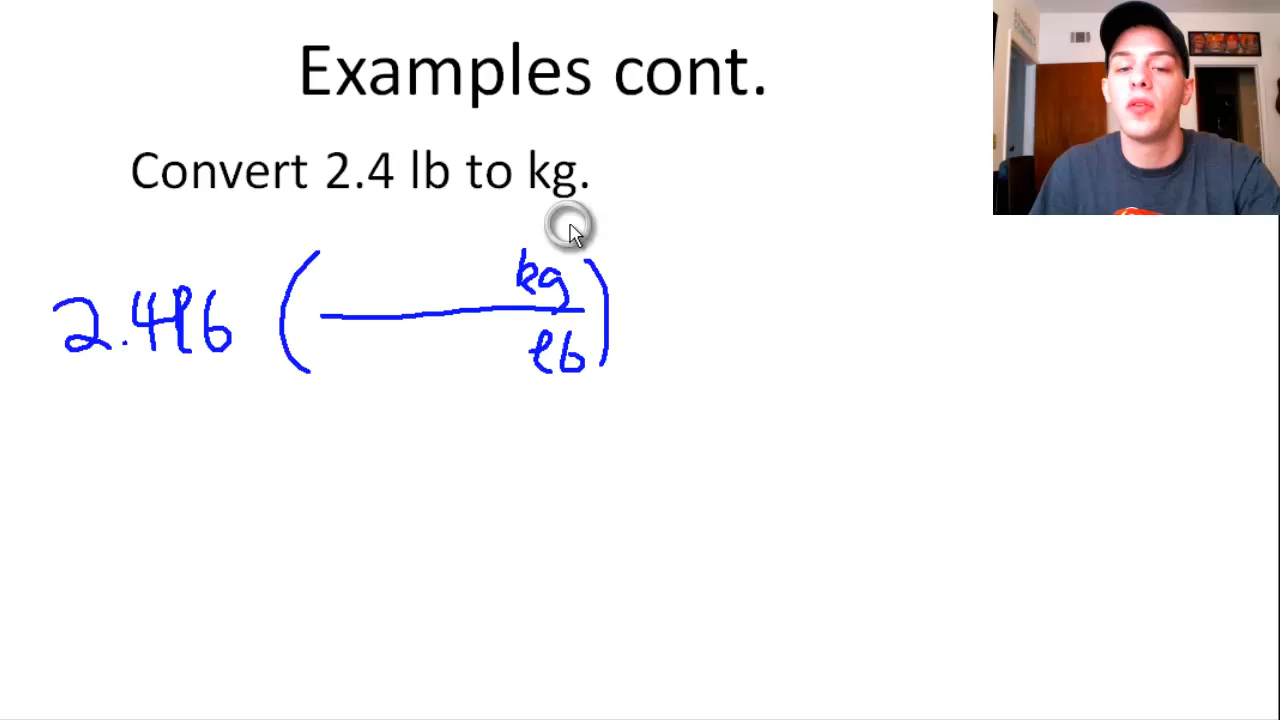 Examples cont.
Convert 2.4 lb to kg.
2.4lb ( kg )
lb